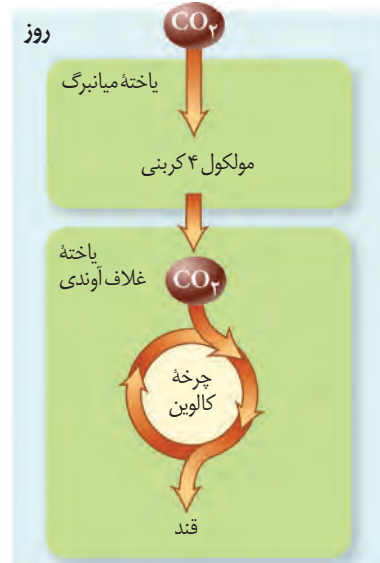 روز
CO۲
یاختهٔ میانبرگ
مولکول ۴ کربنی
یاختهٔ
غلاف آوندی
CO۲
چرخهٔ
کالوین
قند